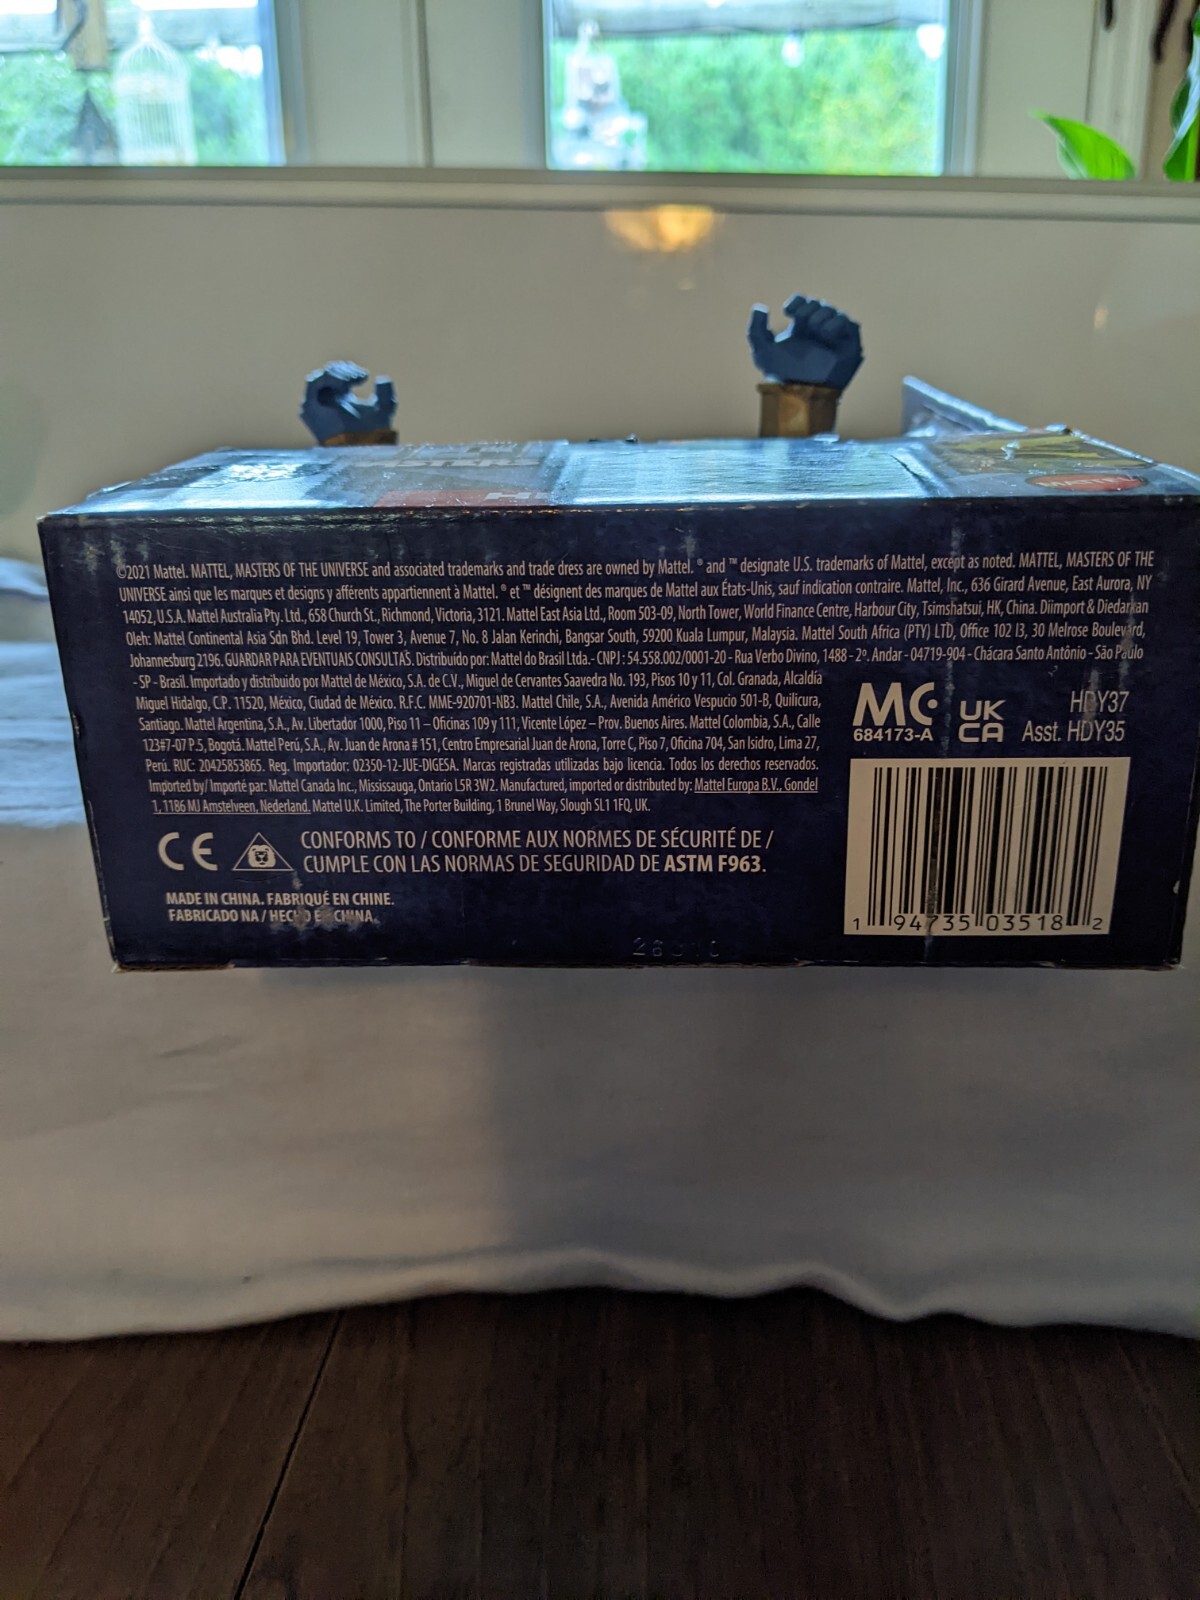 ©2021 Mattel. MATTEL, MASTERS OF THE UNIVERSE and associated trademarks and trade dress are owned by Mattel. ® and ™ designate U.S. trademarks of Mattel, except as noted. MATTEL, MASTERS OF THE
UNIVERSE ainsi que les marques et designs y afférents appartiennent à Mattel. ® et ™ désignent des marques de Mattel aux États-Unis, sauf indication contraire. Mattel, Inc., 636 Girard Avenue, East Aurora, NY
14052, U.S.A. Mattel Australia Pty. Ltd., 658 Church St., Richmond, Victoria, 3121. Mattel East Asia Ltd., Room 503-09, North Tower, World Finance Centre, Harbour City, Tsimshatsui, HK, China. Diimport & Diedarkan
Oleh: Mattel Continental Asia Sdn Bhd. Level 19, Tower 3, Avenue 7, No. 8 Jalan Kerinchi, Bangsar South, 59200 Kuala Lumpur, Malaysia. Mattel South Africa (PTY) LTD, Office 102 I3, 30 Melrose Boulevard,
Johannesburg 2196. GUARDAR PARA EVENTUAIS CONSULTAS. Distribuído por: Mattel do Brasil Ltda.- CNPJ : 54.558.002/0001-20 - Rua Verbo Divino, 1488 - 2º. Andar - 04719-904 - Chácara Santo Antônio - São Paulo
- SP - Brasil. Importado y distribuido por Mattel de México, S.A. de C.V., Miguel de Cervantes Saavedra No. 193, Pisos 10 y 11, Col. Granada, Alcaldía
Miguel Hidalgo, C.P. 11520, México, Ciudad de México. R.F.C. MME-920701-NB3. Mattel Chile, S.A., Avenida Américo Vespucio 501-B, Quilicura,
Santiago. Mattel Argentina, S.A., Av. Libertador 1000, Piso 11 – Oficinas 109 y 111, Vicente López – Prov. Buenos Aires. Mattel Colombia, S.A., Calle
123#7-07 P.5, Bogotá. Mattel Perú, S.A., Av. Juan de Arona # 151, Centro Empresarial Juan de Arona, Torre C, Piso 7, Oficina 704, San Isidro, Lima 27,
Perú. RUC: 20425853865. Reg. Importador: 02350-12-JUE-DIGESA. Marcas registradas utilizadas bajo licencia. Todos los derechos reservados.
Imported by/ Importé par: Mattel Canada Inc., Mississauga, Ontario L5R 3W2. Manufactured, imported or distributed by: Mattel Europa B.V., Gondel
1, 1186 MJ Amstelveen, Nederland. Mattel U.K. Limited, The Porter Building, 1 Brunel Way, Slough SL1 1FQ, UK.
CE CONFORMS TO / CONFORME AUX NORMES DE SÉCURITÉ DE /
CUMPLE CON LAS NORMAS DE SEGURIDAD DE ASTM F963.
MADE IN CHINA. FABRIQUÉ EN CHINE.
FABRICADO NA / HECHO EN CHINA.
MC
684173-A
UK
CA
HDY37
Asst. HDY35
1 94735 03518 2